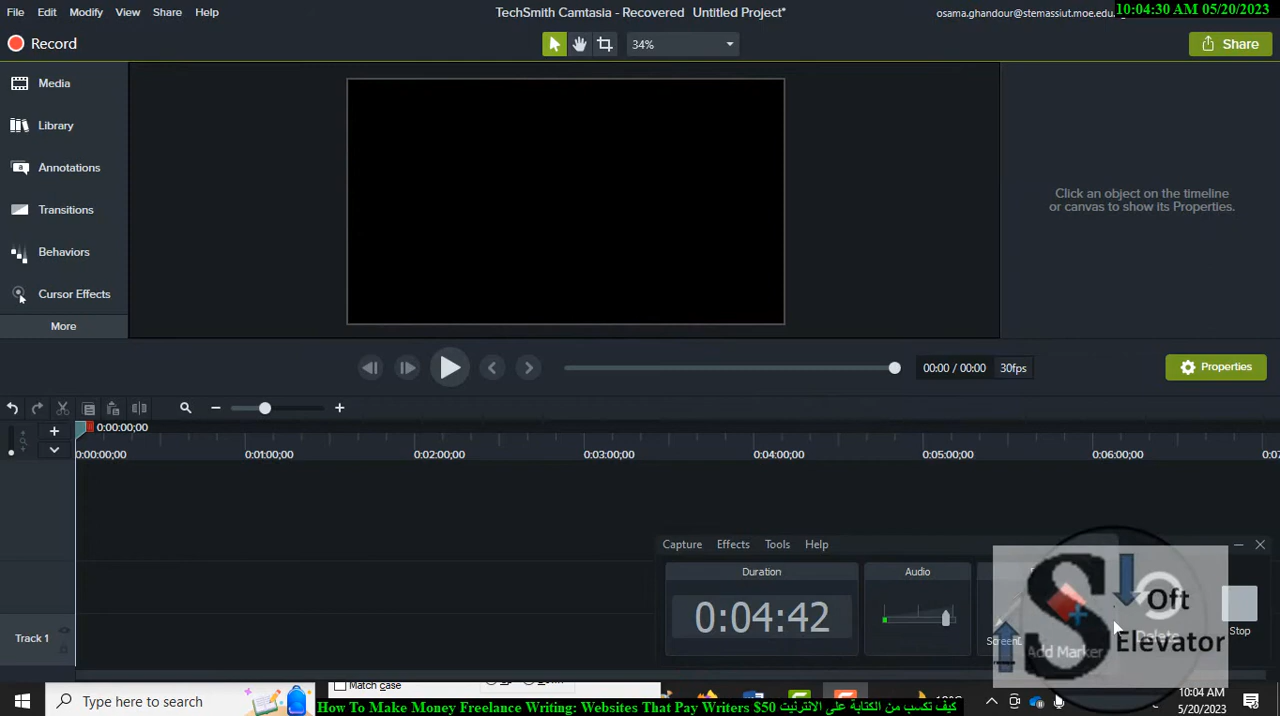 File Edit Modify View Share Help
TechSmith Camtasia - Recovered Untitled Project*
osama.ghandour@stemassiut.moe.edu.
10:04:30 AM 05/20/2023
Record
34%
Share
Media
Library
Annotations
Transitions
Behaviors
Cursor Effects
More
Click an object on the timeline
or canvas to show its Properties.
00:00 / 00:00 30fps
Properties
0:00:00;00
0:00:00;00 0:01:00;00 0:02:00;00 0:03:00;00 0:04:00;00 0:05:00;00 0:06:00;00
Capture Effects Tools Help
Duration Audio
0:04:42
Add Marker
Delete
Stop
Soft
Elevator
Track 1
Match case
Type here to search
How To Make Money Freelance Writing: Websites That Pay Writers $50 كيف تكسب من الكتابة على الانترنيت
10:04 AM
5/20/2023